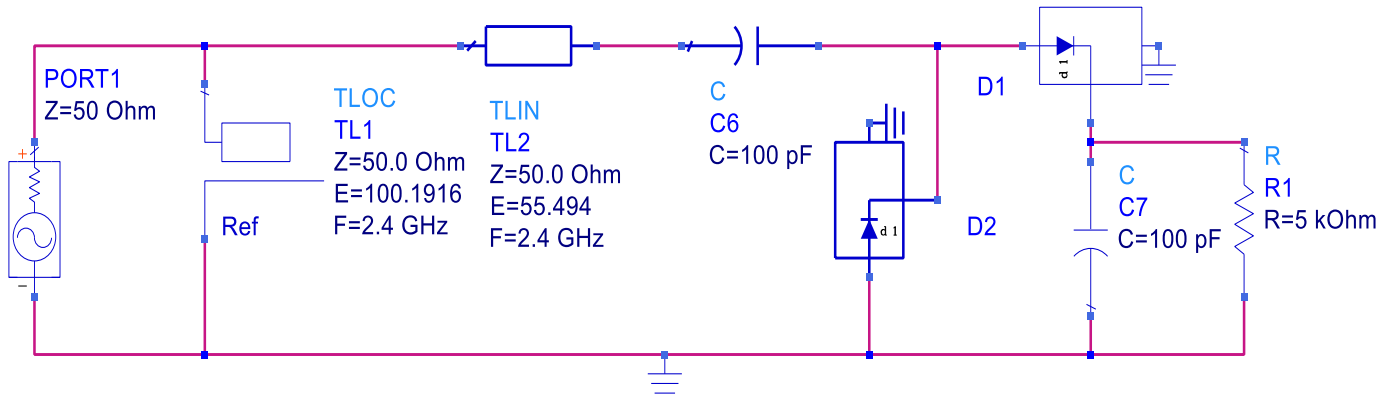 PORT1
Z=50 Ohm
+
−
Ref
TLOC
TL1
Z=50.0 Ohm
E=100.1916
F=2.4 GHz
TLIN
TL2
Z=50.0 Ohm
E=55.494
F=2.4 GHz
C
C6
C=100 pF
d 1
D2
D1
d 1
C
C7
C=100 pF
R
R1
R=5 kOhm